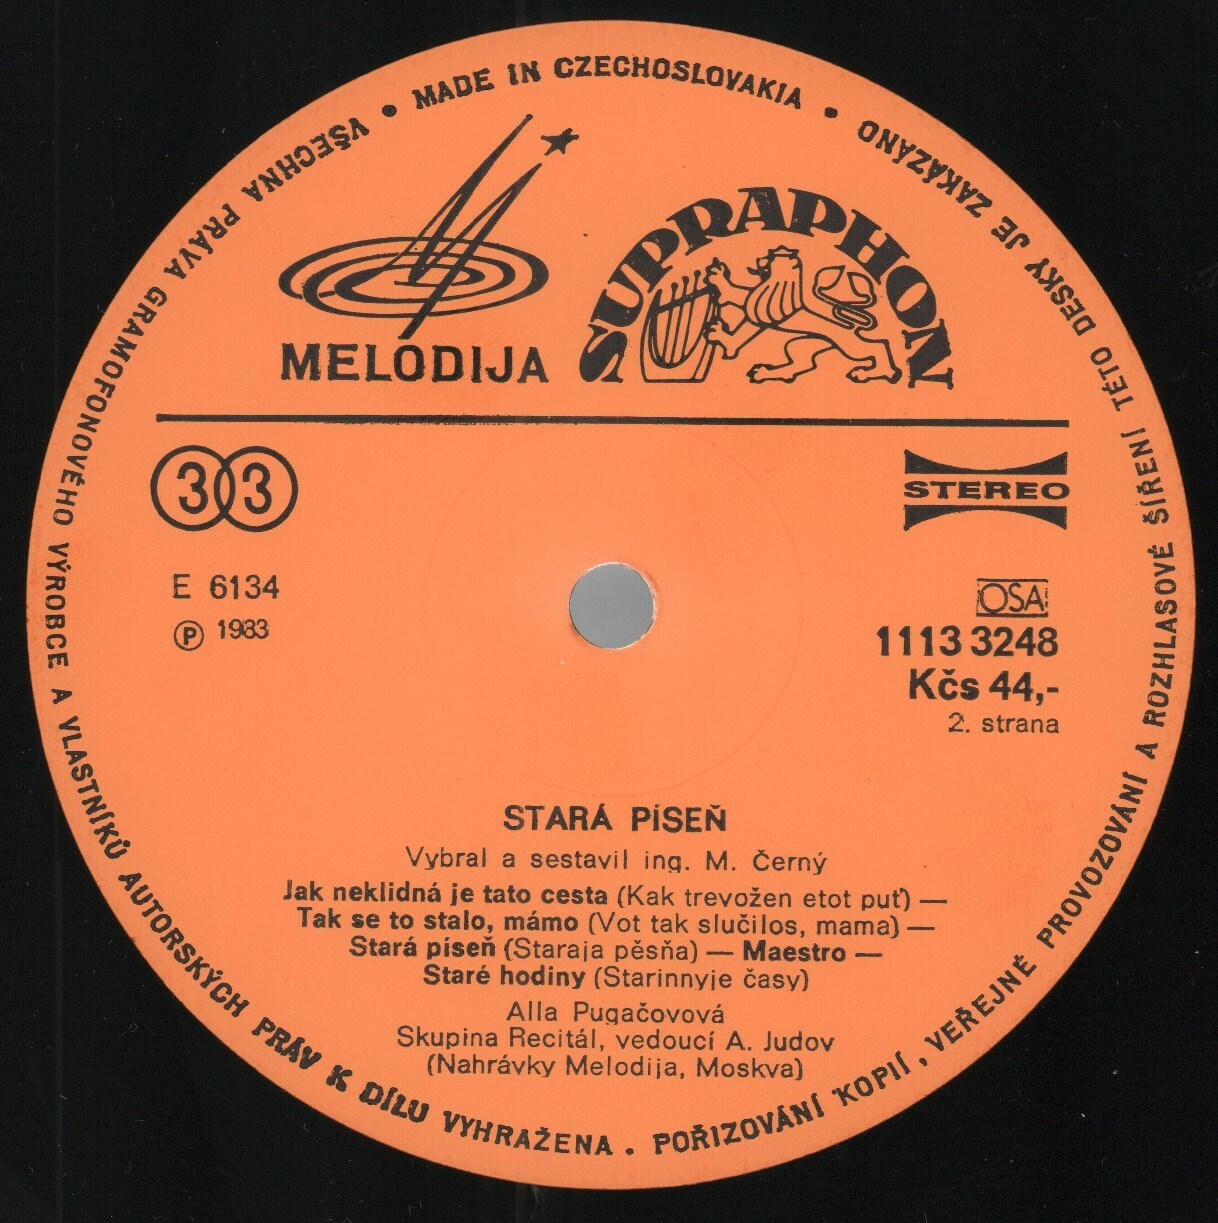 MADE IN CZECHOSLOVAKIA
VŠECHNA PRÁVA GRAMOFONOVÉHO VÝROBCE A VLASTNÍKŮ AUTORSKÝCH PRÁV K DÍLU VYHRAŽENA . POŘIZOVÁNÍ KOPIÍ , VEŘEJNÉ PROVOZOVÁNÍ A ROZHLASOVÉ ŠÍŘENÍ TÉTO DESKY JE ZAKÁZÁNO
MELODIJA
SUPRAPHON
33
STEREO
E 6134
℗ 1983
OSA
1113 3248
Kčs 44,-
2. strana
STARÁ PÍSEŇ
Vybral a sestavil ing. M. Černý
Jak neklidná je tato cesta (Kak trevožen etot puť) —
Tak se to stalo, mámo (Vot tak slučilos, mama) —
Stará píseň (Staraja pěsňa) — Maestro —
Staré hodiny (Starinnyje časy)
Alla Pugačovová
Skupina Recitál, vedoucí A. Judov
(Nahrávky Melodija, Moskva)